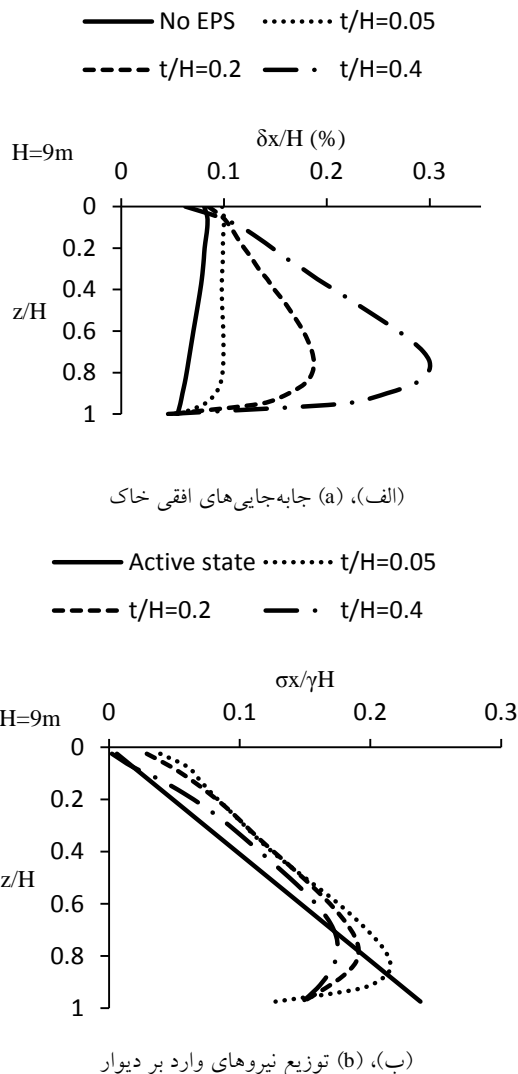 No EPS t/H=0.05
t/H=0.2 t/H=0.4
δx/H (%)
H=9m
0 0.1 0.2 0.3
0
0.2
0.4
z/H
0.6
0.8
1
(الف)، (a) جابه‌جایی‌های افقی خاک
Active state t/H=0.05
t/H=0.2 t/H=0.4
σx/γH
H=9m
0 0.1 0.2 0.3
0
0.2
0.4
z/H
0.6
0.8
1
(ب)، (b) توزیع نیروهای وارد بر دیوار